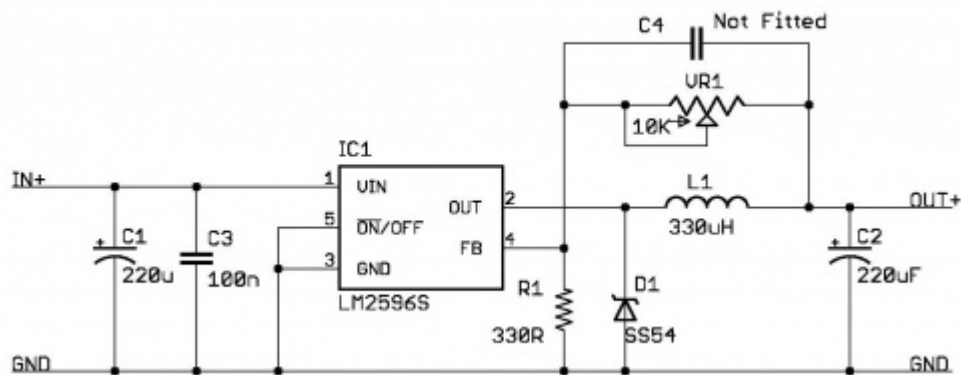 C4 Not Fitted
VR1
10K
IC1
IN+
1 VIN
OUT 2
L1
330uH
OUT+
5 ON/OFF
FB 4
3 GND
C1
220u
C3
100n
LM2596S
R1
330R
D1
SS54
C2
220uF
GND
GND